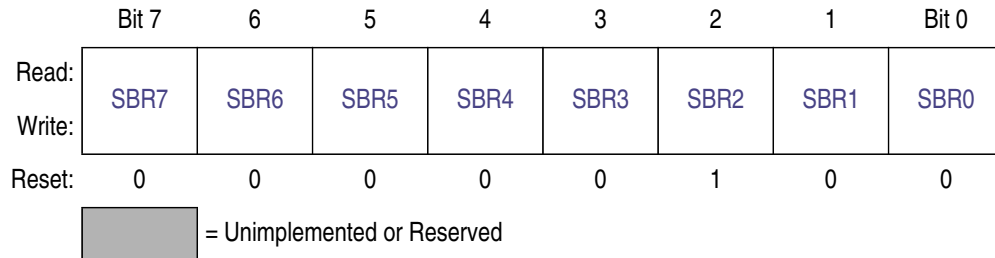 Bit 7 6 5 4 3 2 1 Bit 0
Read:
SBR7 SBR6 SBR5 SBR4 SBR3 SBR2 SBR1 SBR0
Write:
Reset: 0 0 0 0 0 1 0 0
= Unimplemented or Reserved